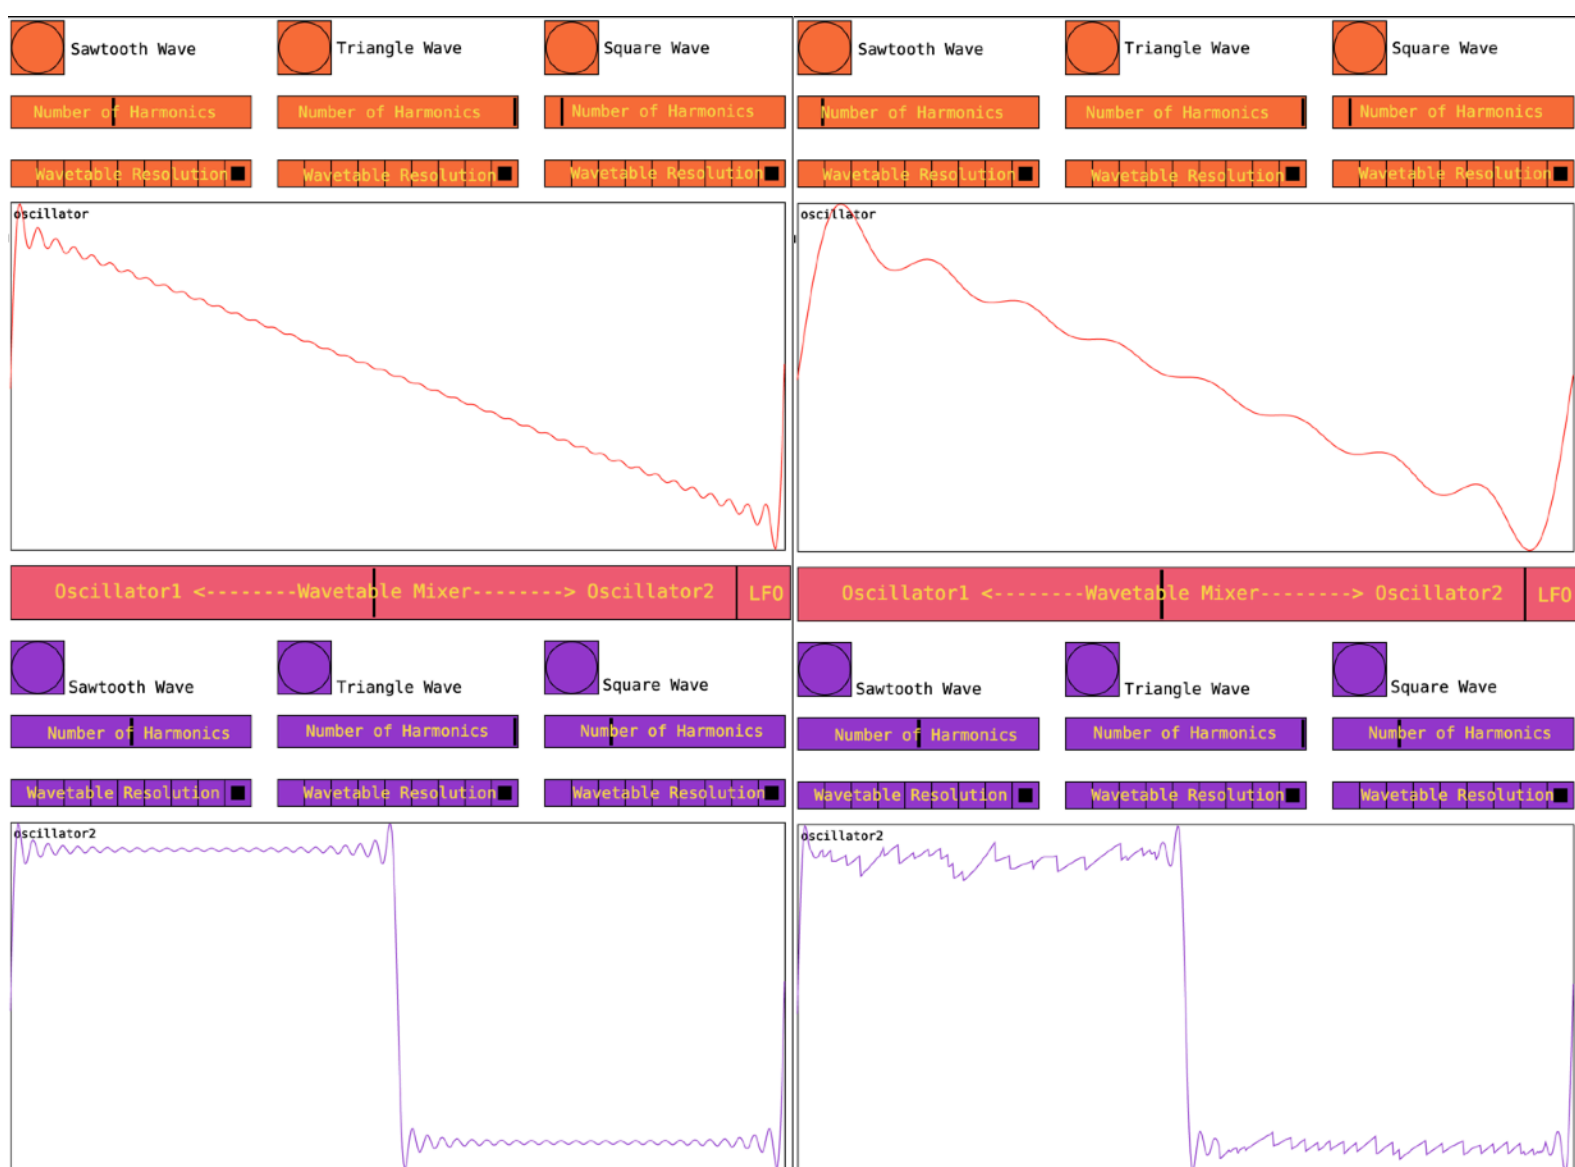 Sawtooth Wave Triangle Wave Square Wave Sawtooth Wave Triangle Wave Square Wave
Number of Harmonics Number of Harmonics Number of Harmonics Number of Harmonics Number of Harmonics Number of Harmonics
Wavetable Resolution Wavetable Resolution Wavetable Resolution Wavetable Resolution Wavetable Resolution Wavetable Resolution
oscillator oscillator
Oscillator1 <--------Wavetable Mixer--------> Oscillator2 LFO Oscillator1 <--------Wavetable Mixer--------> Oscillator2 LFO
Sawtooth Wave Triangle Wave Square Wave Sawtooth Wave Triangle Wave Square Wave
Number of Harmonics Number of Harmonics Number of Harmonics Number of Harmonics Number of Harmonics Number of Harmonics
Wavetable Resolution Wavetable Resolution Wavetable Resolution Wavetable Resolution Wavetable Resolution Wavetable Resolution
oscillator2 oscillator2